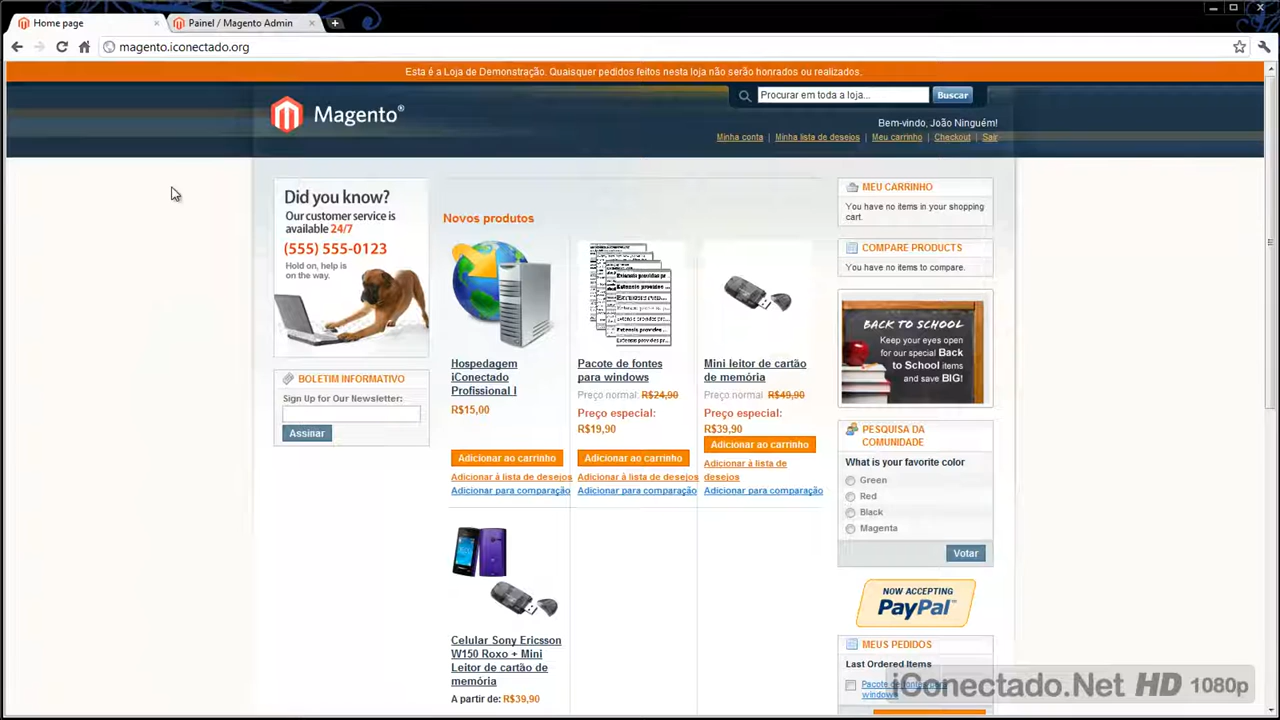 Home page
Painel / Magento Admin
magento.iconectado.org
Esta é a Loja de Demonstração. Quaisquer pedidos feitos nesta loja não serão honrados ou realizados.
Magento®
Procurar em toda a loja...
Buscar
Bem-vindo, João Ninguém!
Minha conta | Minha lista de desejos | Meu carrinho | Checkout | Sair
Did you know?
Our customer service is
available 24/7
(555) 555-0123
Hold on, help is
on the way.
BOLETIM INFORMATIVO
Sign Up for Our Newsletter:
Assinar
Novos produtos
Hospedagem
iConectado
Profissional I
R$15,00
Adicionar ao carrinho
Adicionar à lista de desejos
Adicionar para comparação
Pacote de fontes
para windows
Preço normal: R$24,90
Preço especial:
R$19,90
Adicionar ao carrinho
Adicionar à lista de desejos
Adicionar para comparação
Mini leitor de cartão
de memória
Preço normal: R$49,90
Preço especial:
R$39,90
Adicionar ao carrinho
Adicionar à lista de
desejos
Adicionar para comparação
Celular Sony Ericsson
W150 Roxo + Mini
Leitor de cartão de
memória
A partir de: R$39,90
MEU CARRINHO
You have no items in your shopping
cart.
COMPARE PRODUCTS
You have no items to compare.
BACK TO SCHOOL
Keep your eyes open
for our special Back
to School items
and save BIG!
PESQUISA DA
COMUNIDADE
What is your favorite color
Green
Red
Black
Magenta
Votar
NOW ACCEPTING
PayPal™
MEUS PEDIDOS
Last Ordered Items
Pacote
windows
iConectado.Net HD 1080p